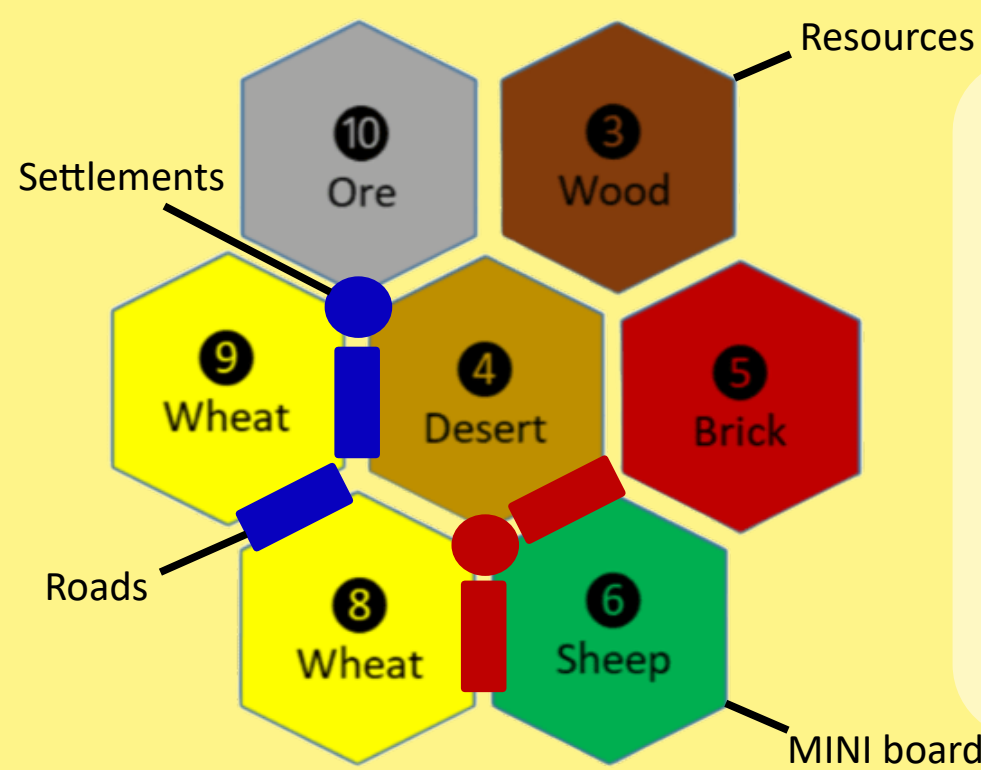 Resources
10
Ore
3
Wood
Settlements
9
Wheat
4
Desert
5
Brick
Roads
8
Wheat
6
Sheep
MINI board